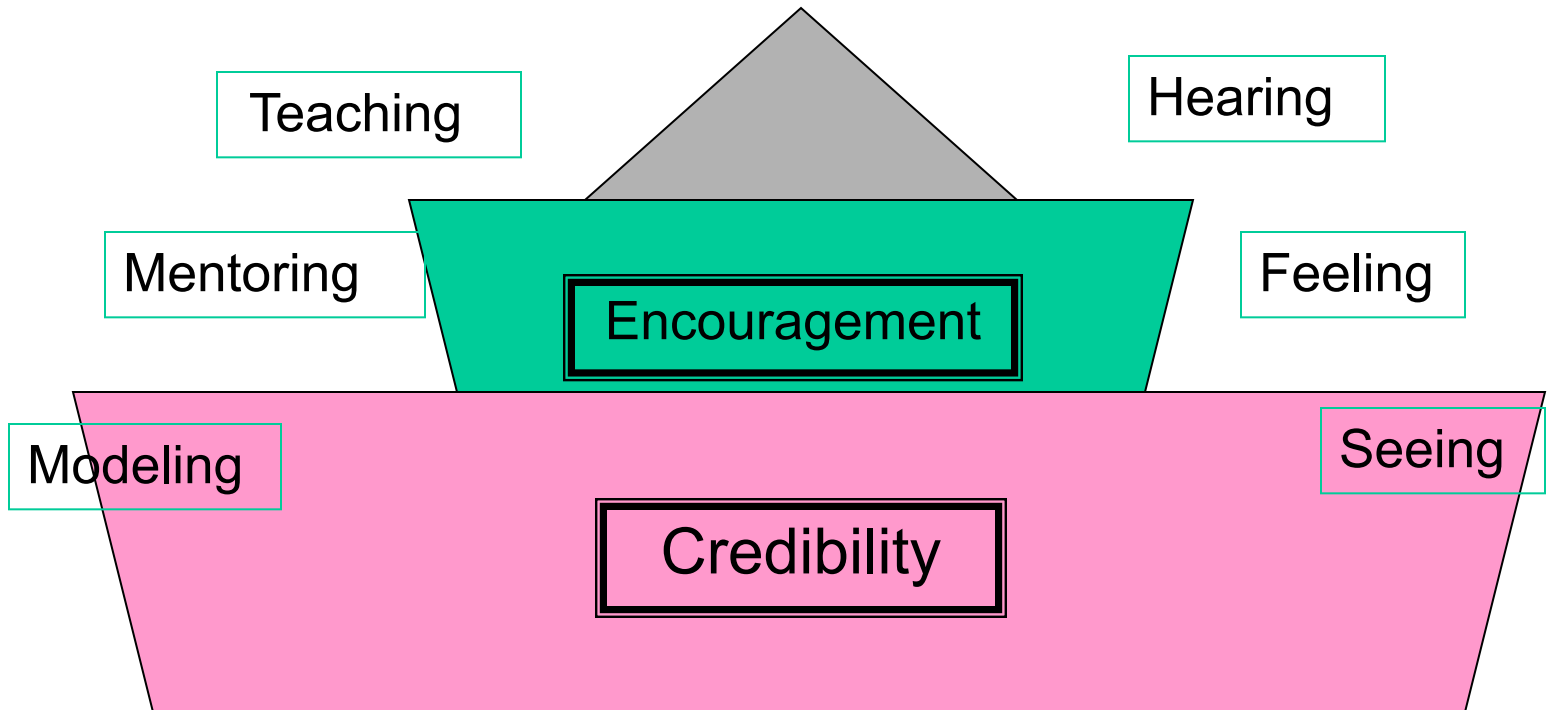 Teaching
Hearing
Mentoring
Feeling
Encouragement
Modeling
Seeing
Credibility